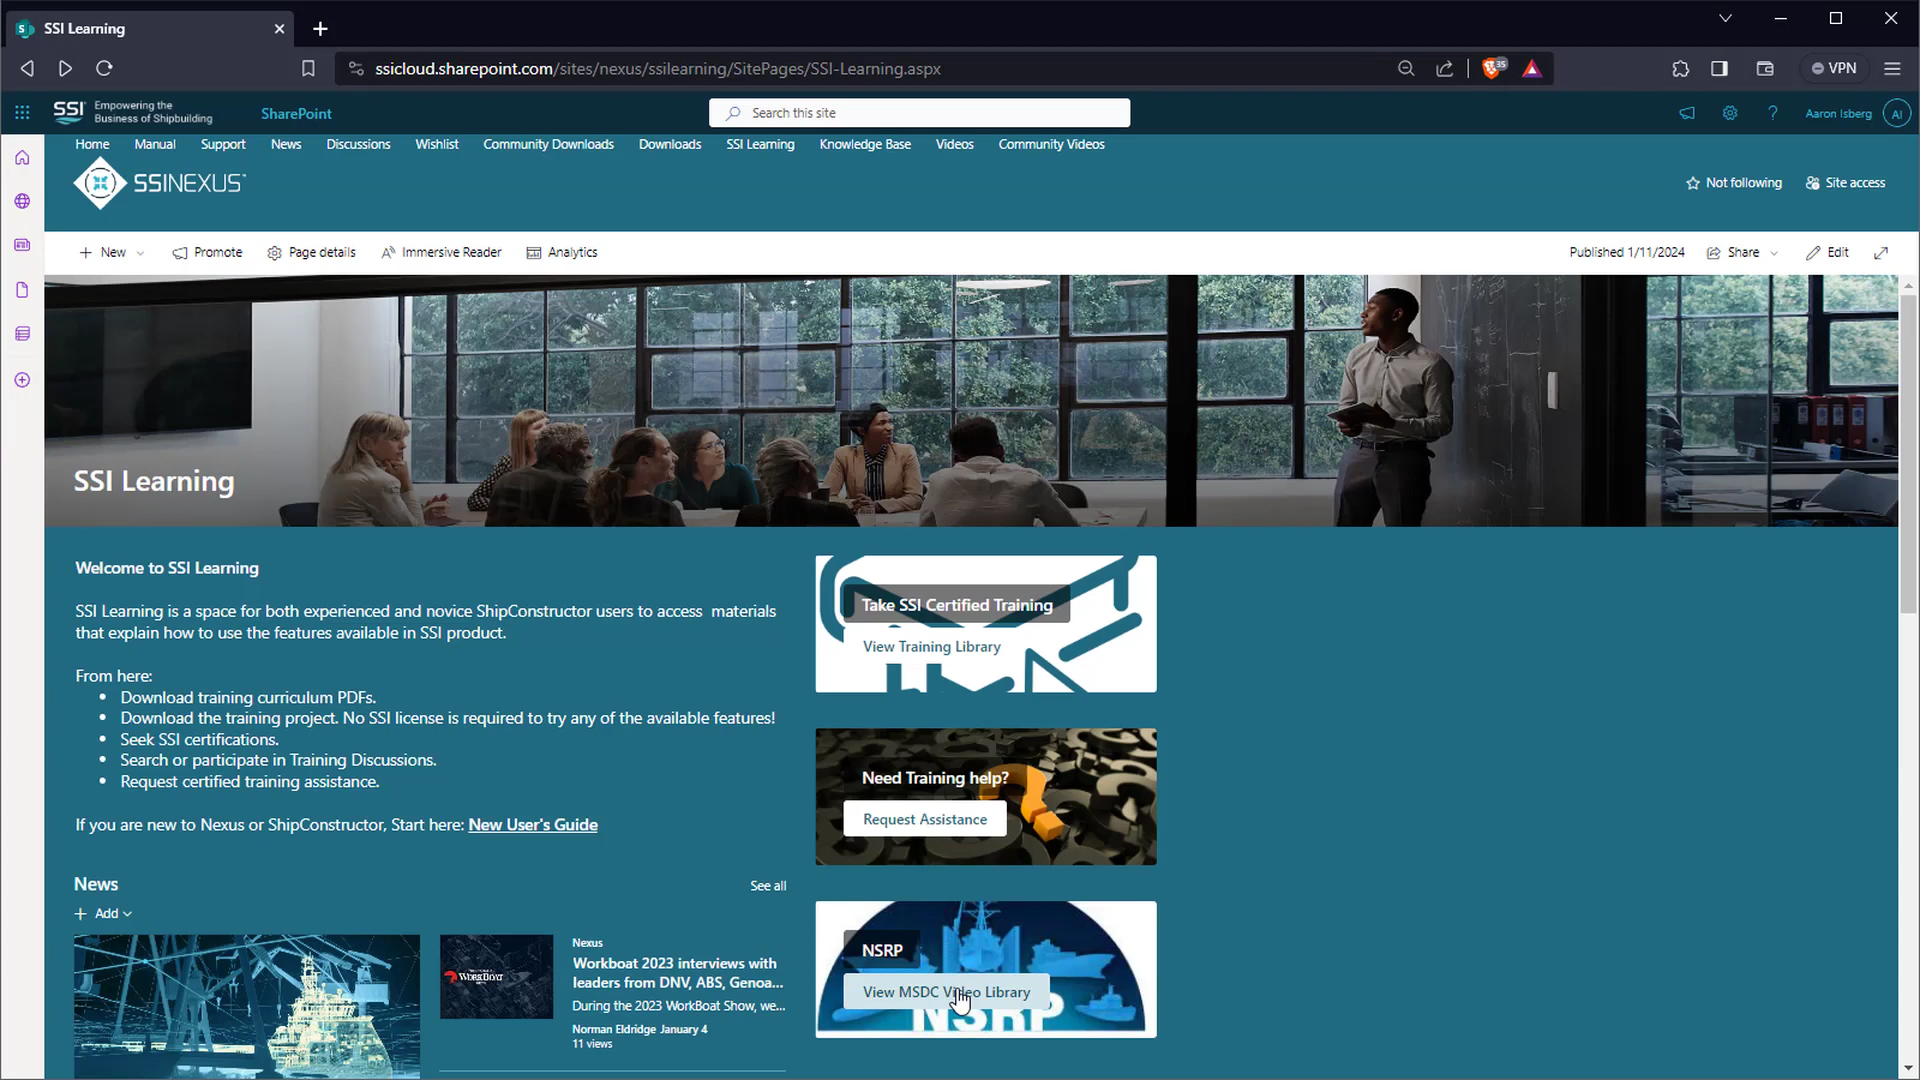 SSI Learning
ssicloud.sharepoint.com/sites/nexus/ssilearning/SitePages/SSI-Learning.aspx
35
VPN
SSI
Empowering the
Business of Shipbuilding
SharePoint
Search this site
Aaron Isberg
AI
Home
Manual
Support
News
Discussions
Wishlist
Community Downloads
Downloads
SSI Learning
Knowledge Base
Videos
Community Videos
SSINEXUS
Not following
Site access
New
Promote
Page details
Immersive Reader
Analytics
Published 1/11/2024
Share
Edit
SSI Learning
Welcome to SSI Learning
SSI Learning is a space for both experienced and novice ShipConstructor users to access materials
that explain how to use the features available in SSI product.
From here:
• Download training curriculum PDFs.
• Download the training project. No SSI license is required to try any of the available features!
• Seek SSI certifications.
• Search or participate in Training Discussions.
• Request certified training assistance.
If you are new to Nexus or ShipConstructor, Start here: New User's Guide
Take SSI Certified Training
View Training Library
Need Training help?
Request Assistance
NSRP
View MSDC Video Library
NSRP
News
See all
Add
WORKBOAT
Nexus
Workboat 2023 interviews with
leaders from DNV, ABS, Genoa...
During the 2023 WorkBoat Show, we...
Norman Eldridge January 4
11 views